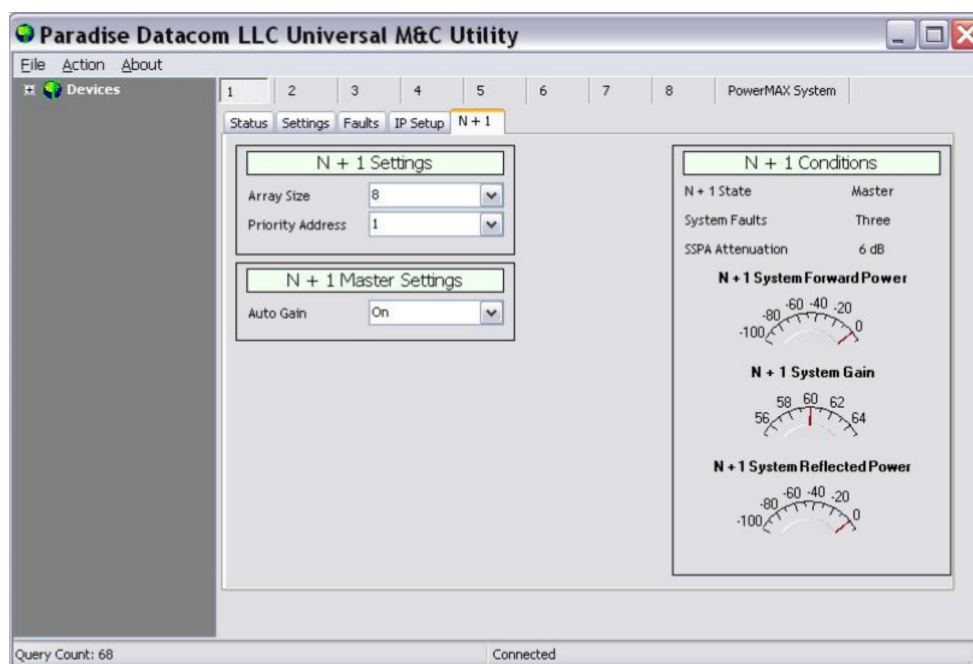 Paradise Datacom LLC Universal M&C Utility
File Action About
Devices
1 2 3 4 5 6 7 8 PowerMAX System
Status Settings Faults IP Setup N + 1
N + 1 Settings
Array Size 8
Priority Address 1
N + 1 Master Settings
Auto Gain On
N + 1 Conditions
N + 1 State Master
System Faults Three
SSPA Attenuation 6 dB
N + 1 System Forward Power
-100 -80 -60 -40 -20 0
N + 1 System Gain
56 58 60 62 64
N + 1 System Reflected Power
-100 -80 -60 -40 -20 0
Query Count: 68 Connected